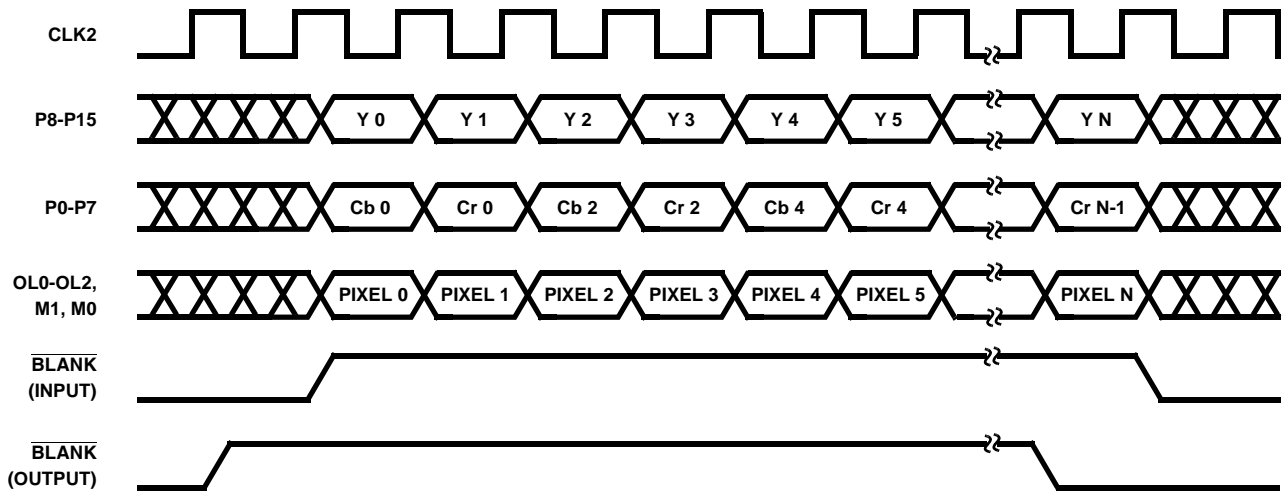 CLK2
P8-P15
Y 0 Y 1 Y 2 Y 3 Y 4 Y 5 Y N
P0-P7
Cb 0 Cr 0 Cb 2 Cr 2 Cb 4 Cr 4 Cr N-1
OL0-OL2,
M1, M0
PIXEL 0 PIXEL 1 PIXEL 2 PIXEL 3 PIXEL 4 PIXEL 5 PIXEL N
BLANK
(INPUT)
BLANK
(OUTPUT)